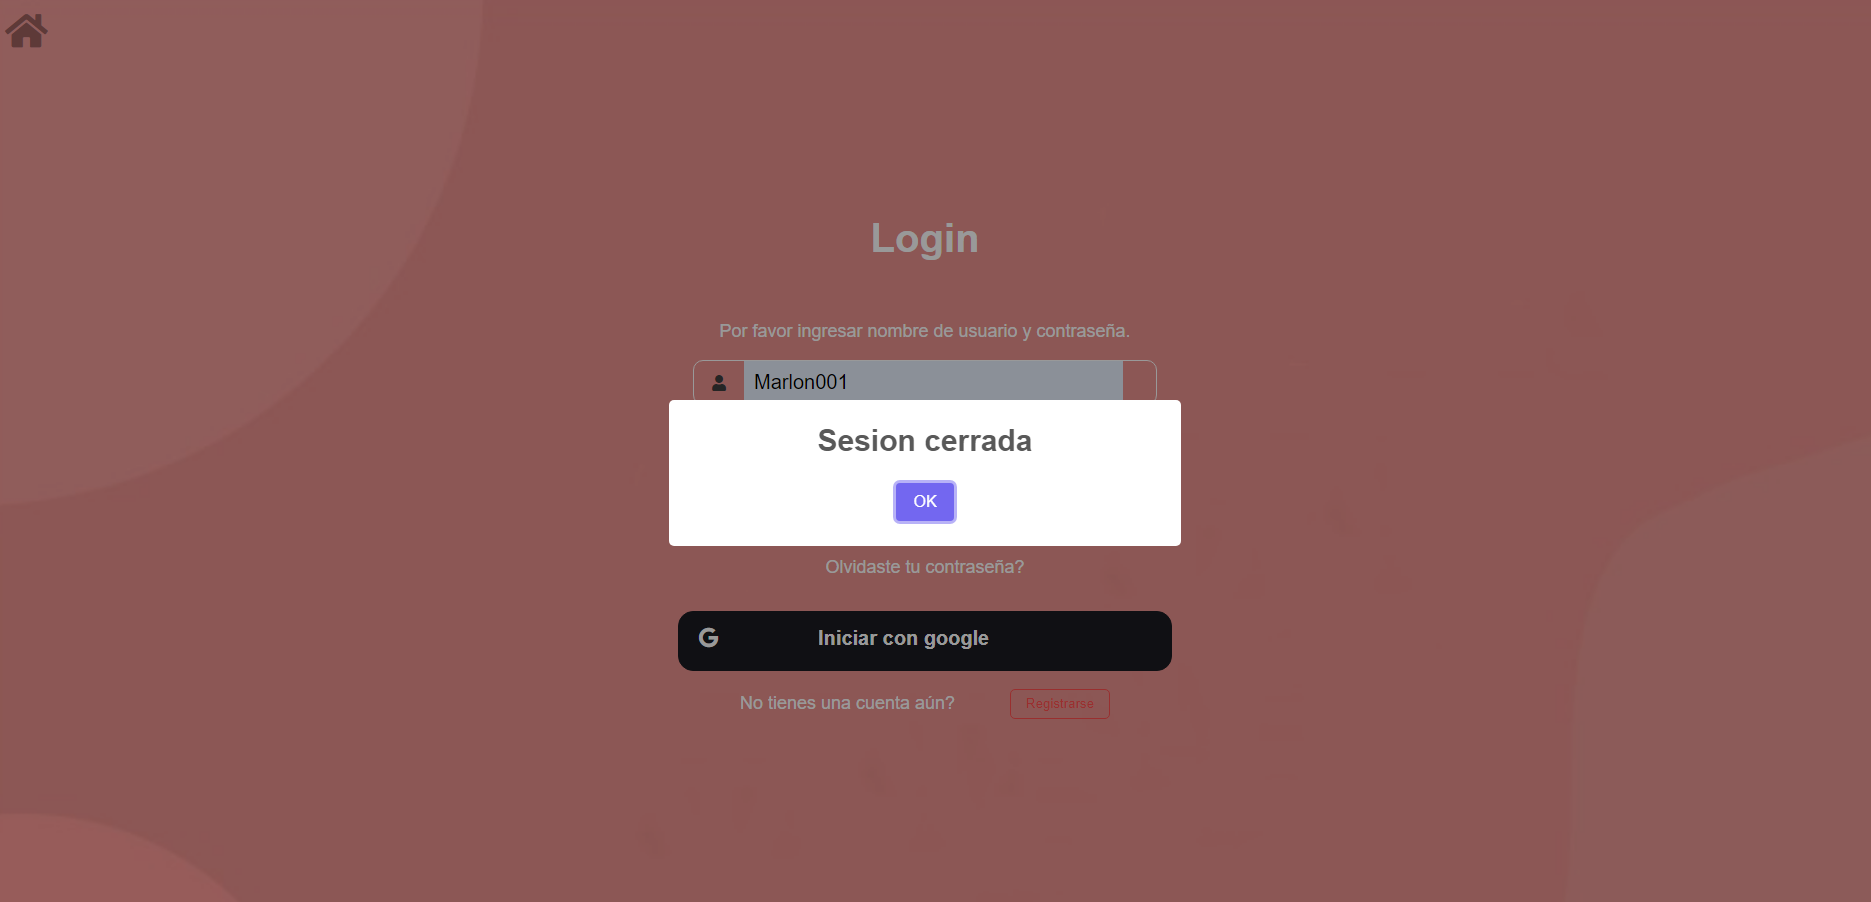 Login
Por favor ingresar nombre de usuario y contraseña.
Marlon001
Sesion cerrada
OK
Olvidaste tu contraseña?
Iniciar con google
No tienes una cuenta aún?
Registrarse